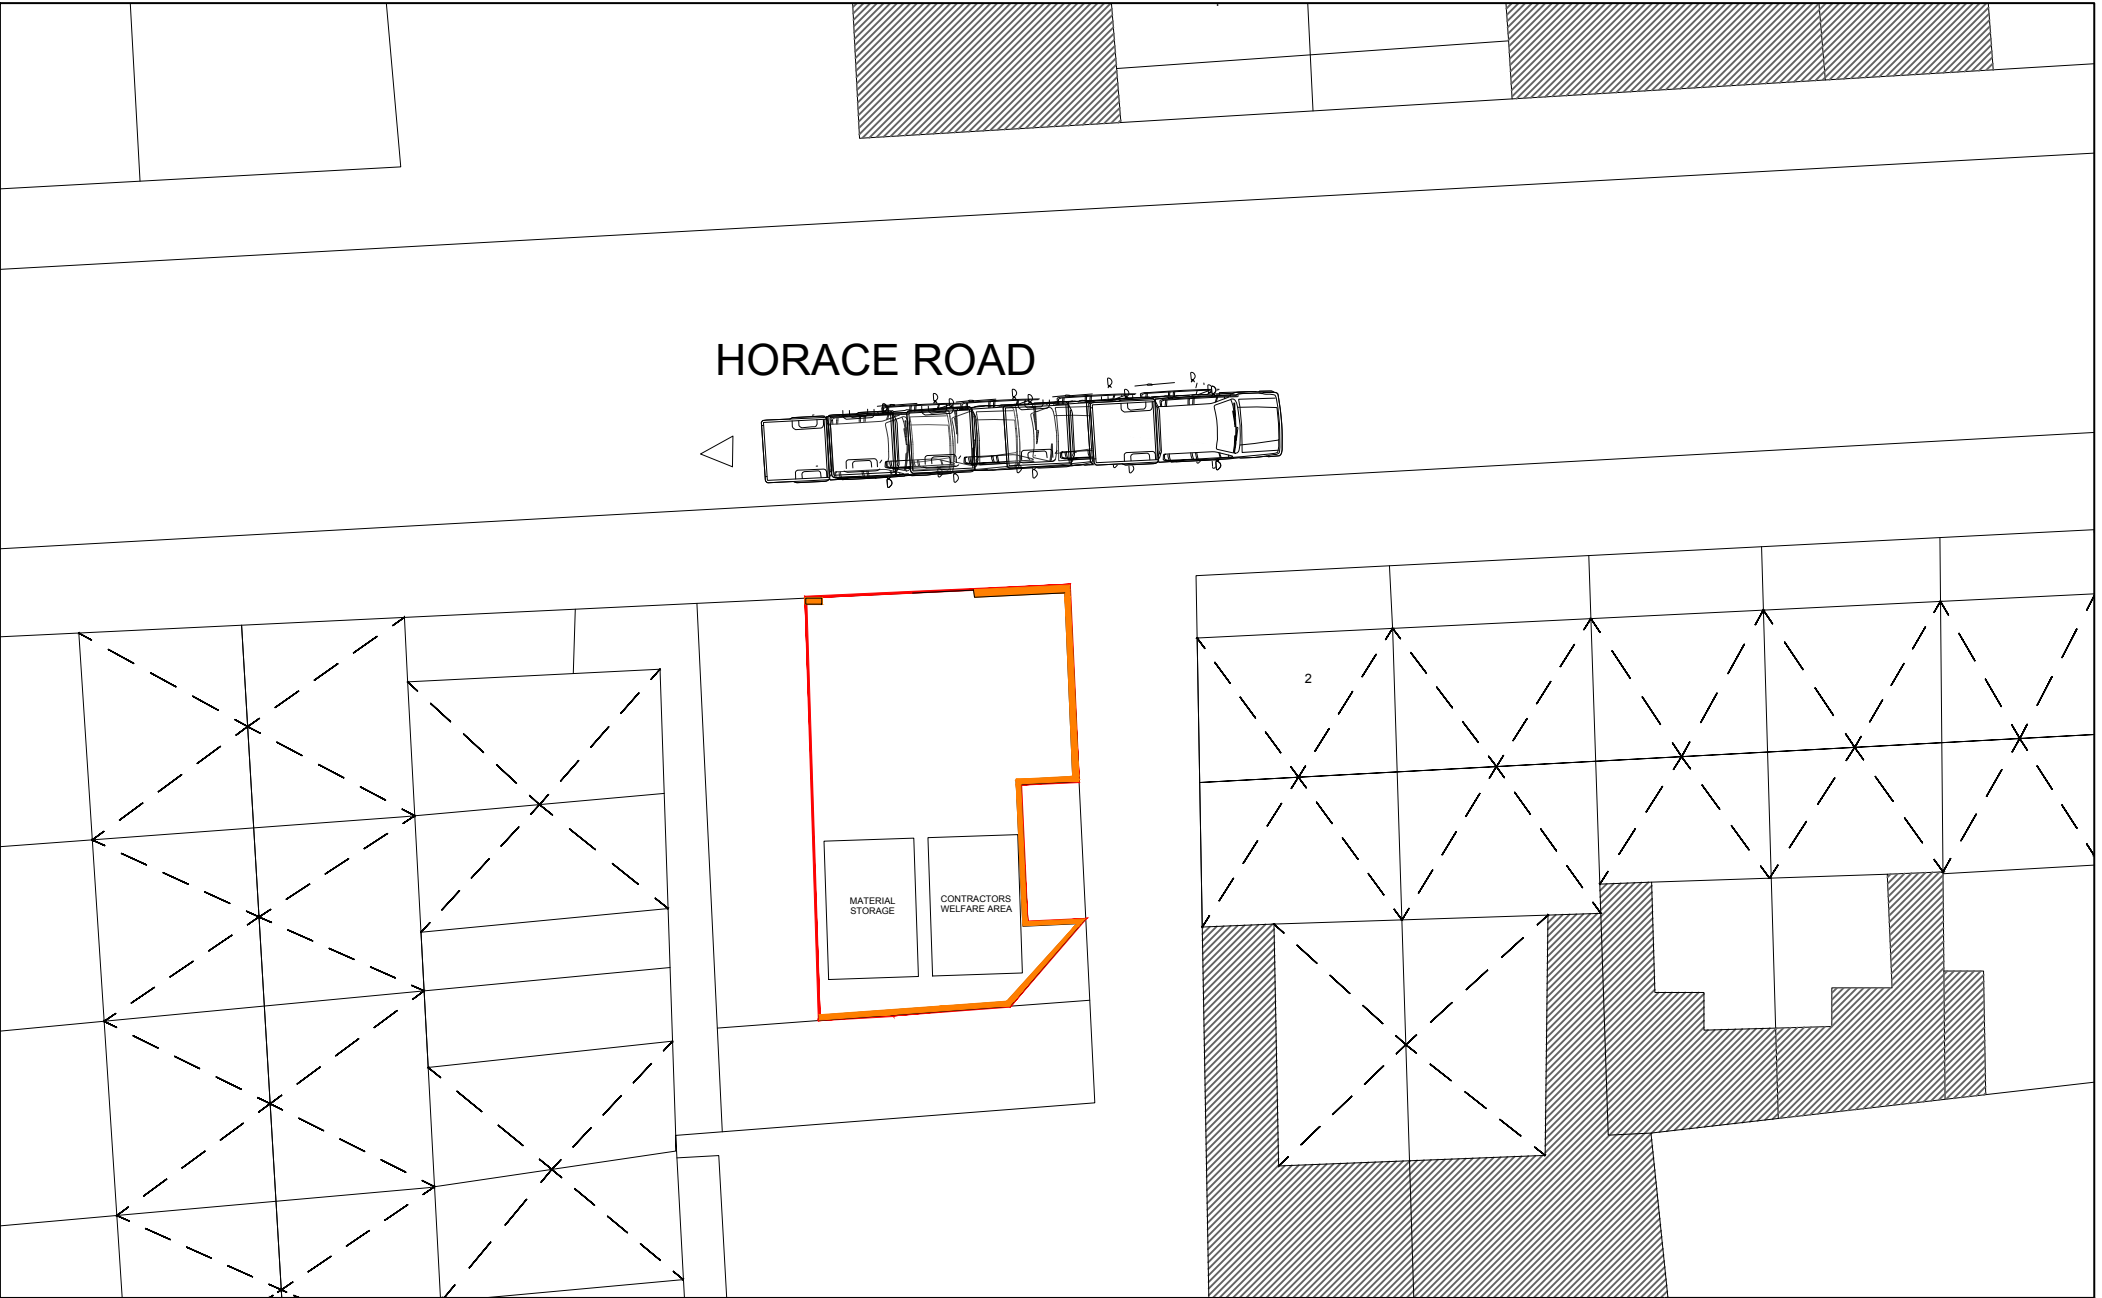 HORACE ROAD
2
MATERIAL
STORAGE
CONTRACTORS
WELFARE AREA